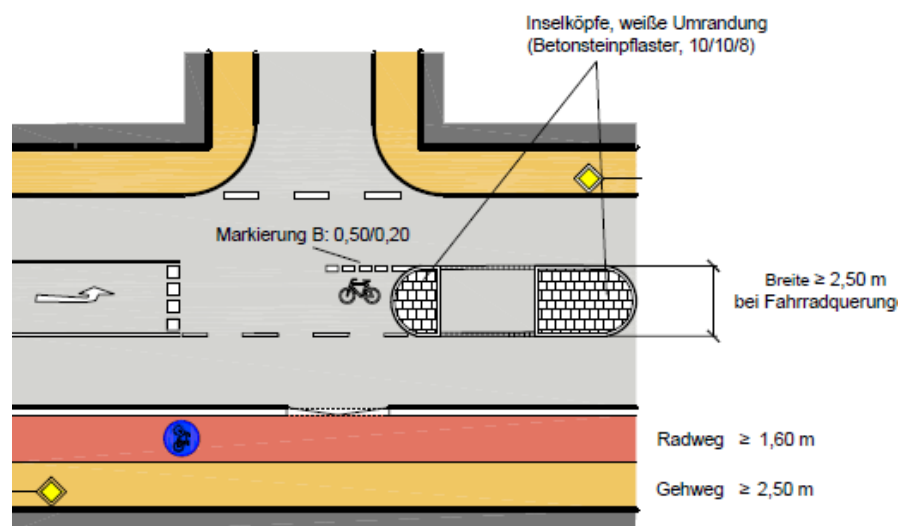 Inselköpfe, weiße Umrandung
(Betonsteinpflaster, 10/10/8)
Markierung B: 0,50/0,20
Breite ≥ 2,50 m
bei Fahrradquerung
Radweg ≥ 1,60 m
Gehweg ≥ 2,50 m